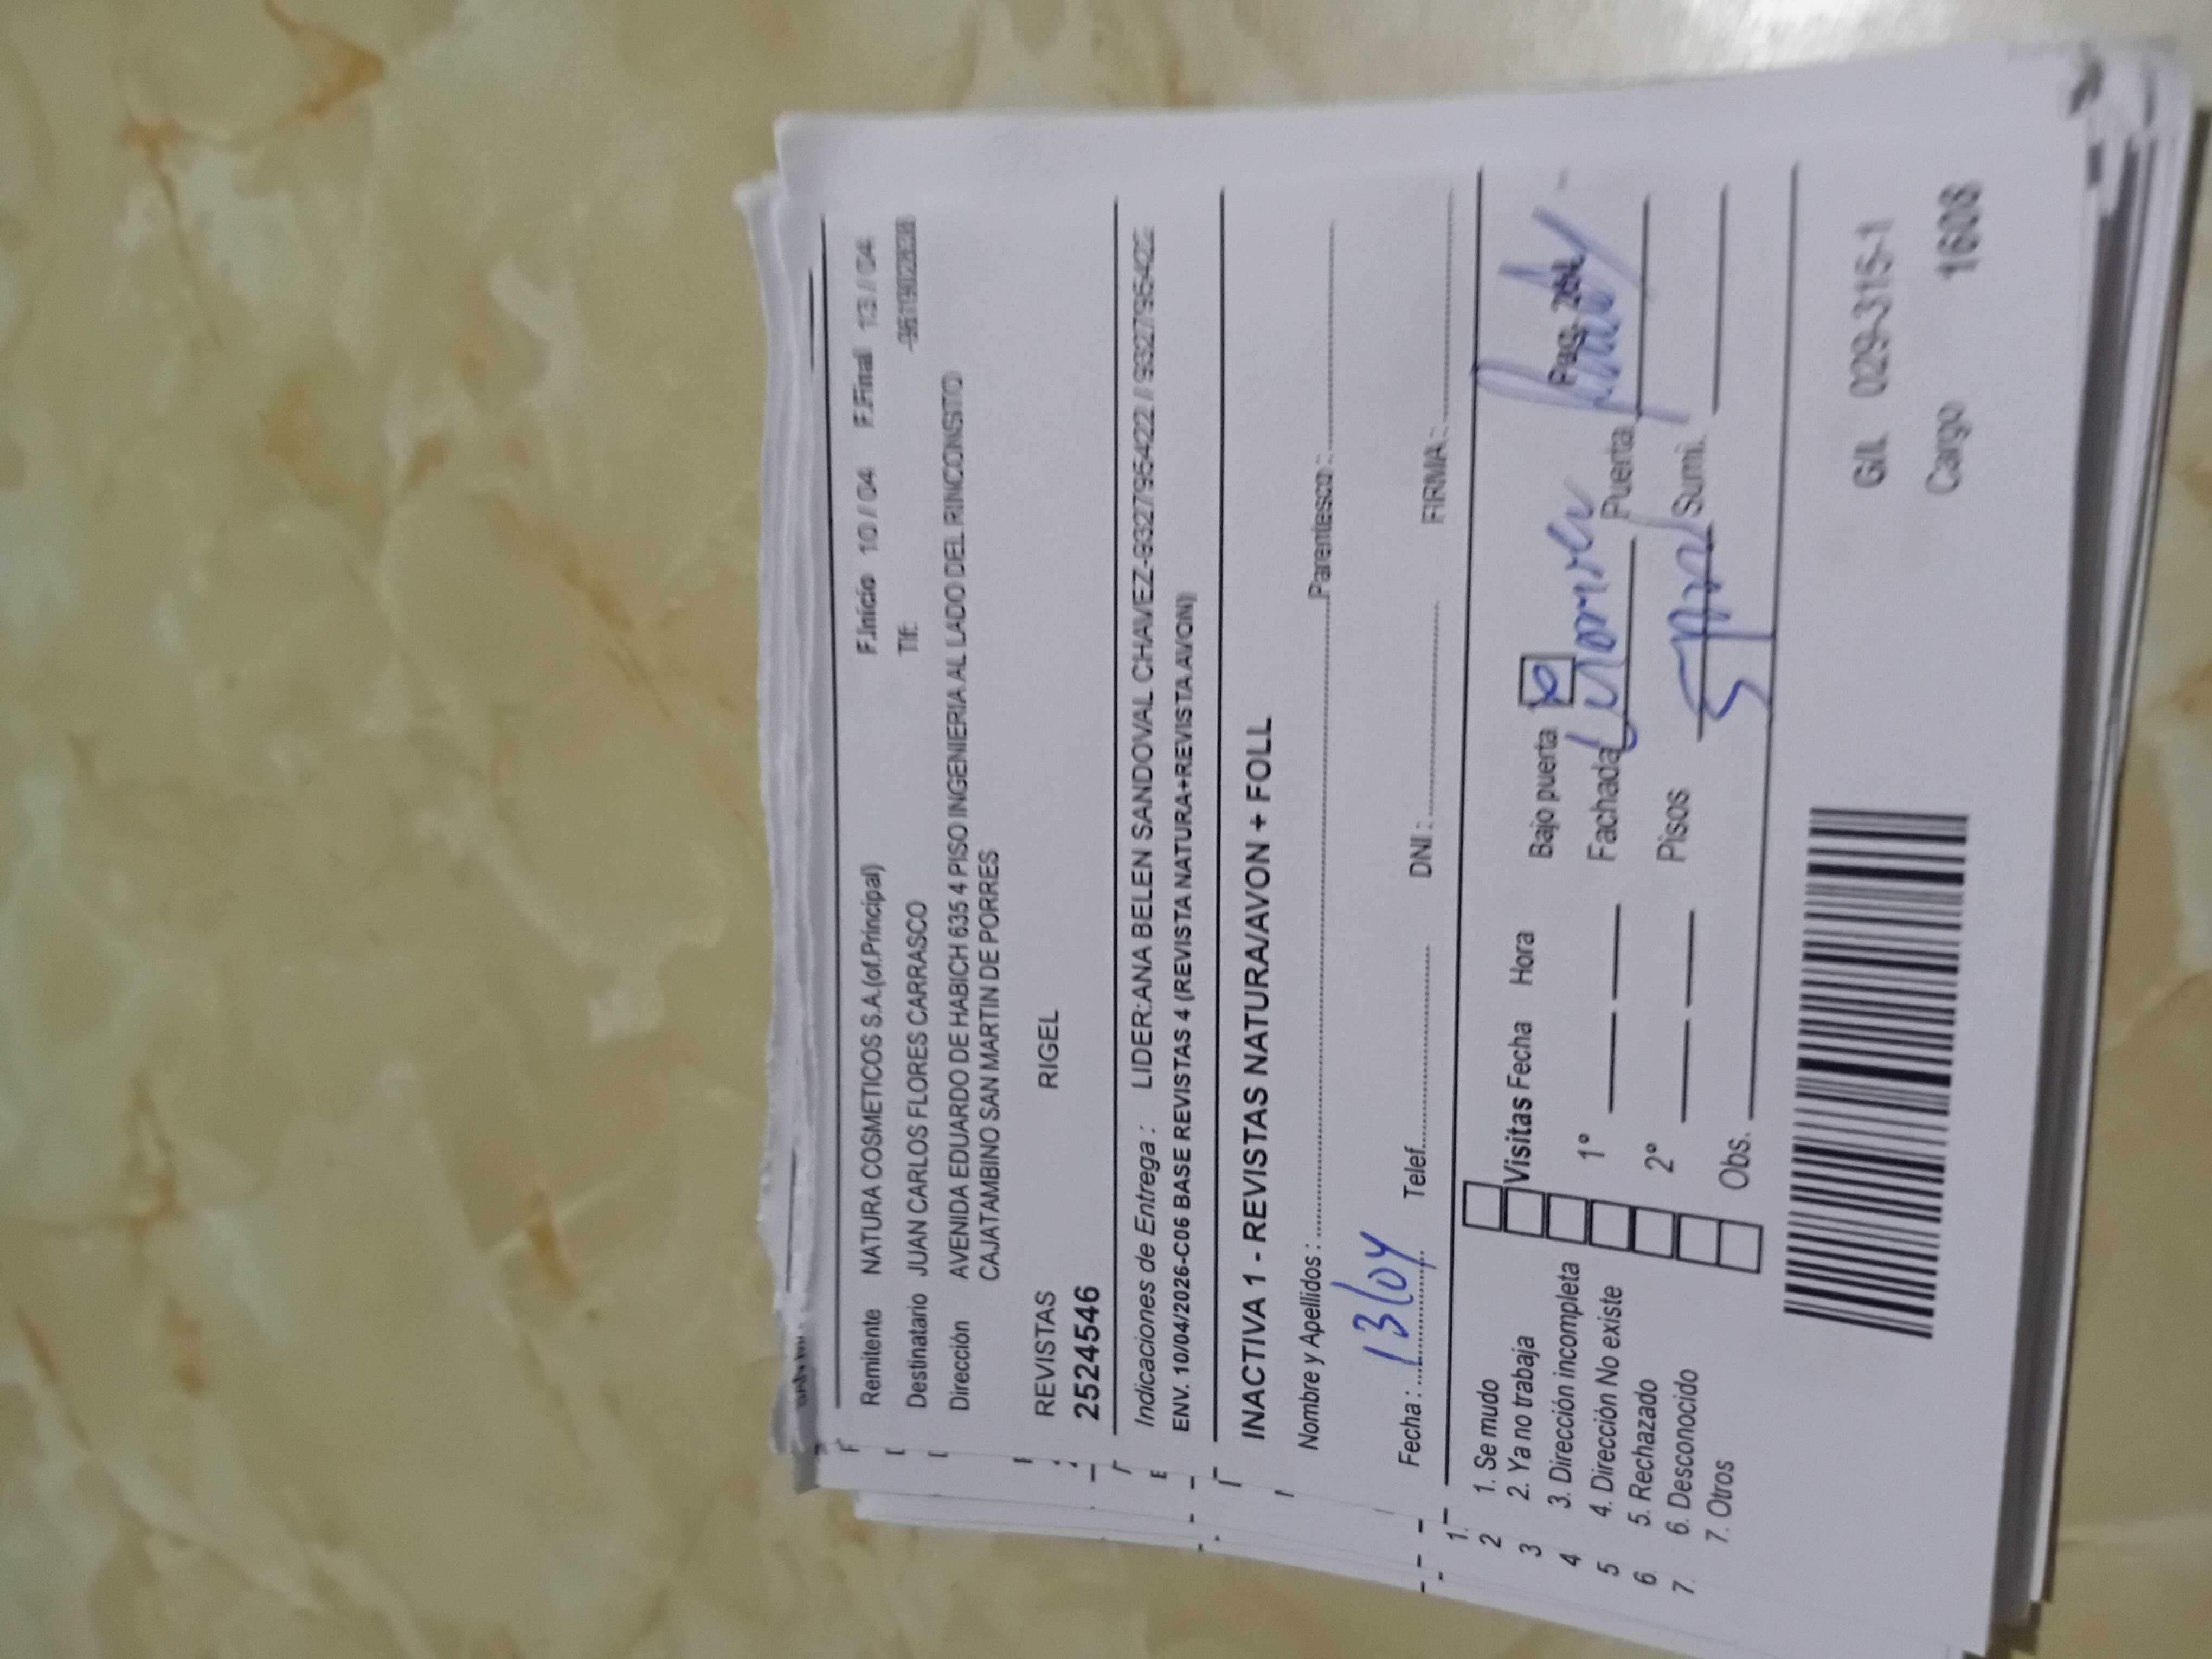 Remitente NATURA COSMETICOS S.A.(of.Principal) F.Inicio 10/04 F.Final 13/04
Destinatario JUAN CARLOS FLORES CARRASCO Tlf:
Dirección AVENIDA EDUARDO DE HABICH 635 4 PISO INGENIERIA AL LADO DEL RINCONSITO
CAJATAMBINO SAN MARTIN DE PORRES
REVISTAS RIGEL
2524546
Indicaciones de Entrega : LIDER:ANA BELEN SANDOVAL CHAVEZ-932795422 // 932795422
ENV. 10/04/2026-C06 BASE REVISTAS 4 (REVISTA NATURA+REVISTA AVON)
INACTIVA 1 - REVISTAS NATURA/AVON + FOLL
Nombre y Apellidos : Parentesco :
Fecha : 13/04 Telef. DNI : FIRMA :
1. Se mudo
2. Ya no trabaja
3. Dirección incompleta
4. Dirección No existe
5. Rechazado
6. Desconocido
7. Otros
Visitas Fecha Hora Bajo puerta
1º Fachada Puerta
2º Pisos Sumi.
Obs.
G/L 029-315-1
Cargo 1608